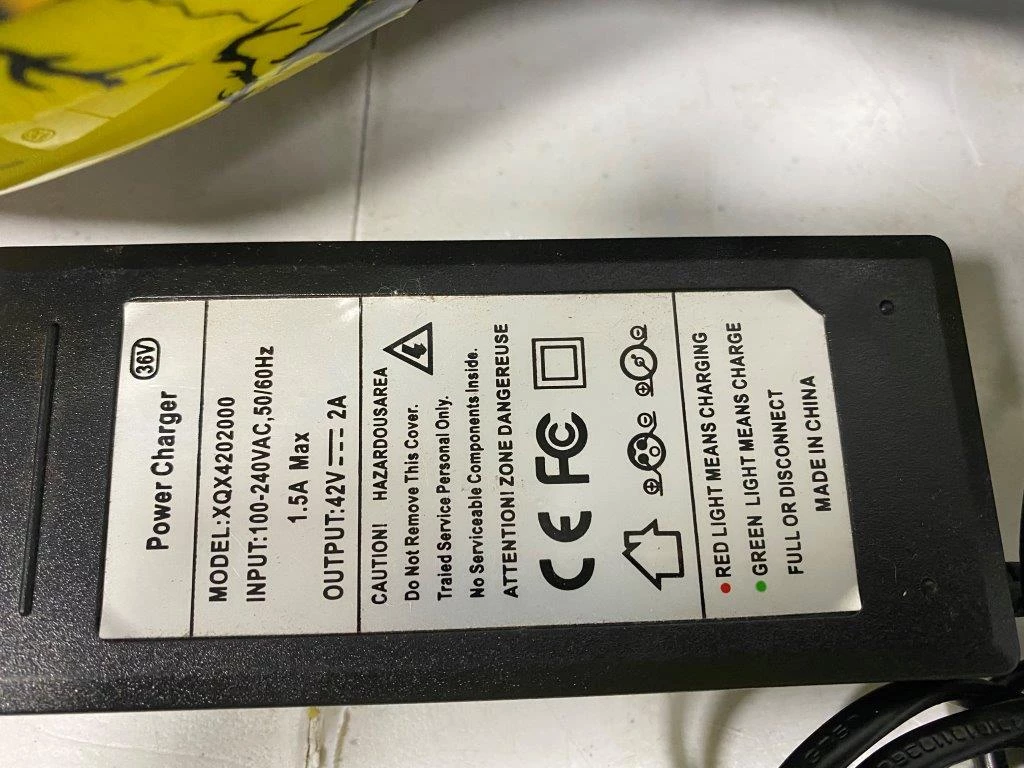 Power Charger 36V
MODEL:XQX4202000
INPUT:100-240VAC,50/60Hz
1.5A Max
OUTPUT:42V⎓2A
CAUTION! HAZARDOUSAREA
Do Not Remove This Cover.
Traied Service Personal Only.
No Serviceable Components Inside.
ATTENTION! ZONE DANGEREUSE
CE FC
RED LIGHT MEANS CHARGING
GREEN LIGHT MEANS CHARGE
FULL OR DISCONNECT
MADE IN CHINA